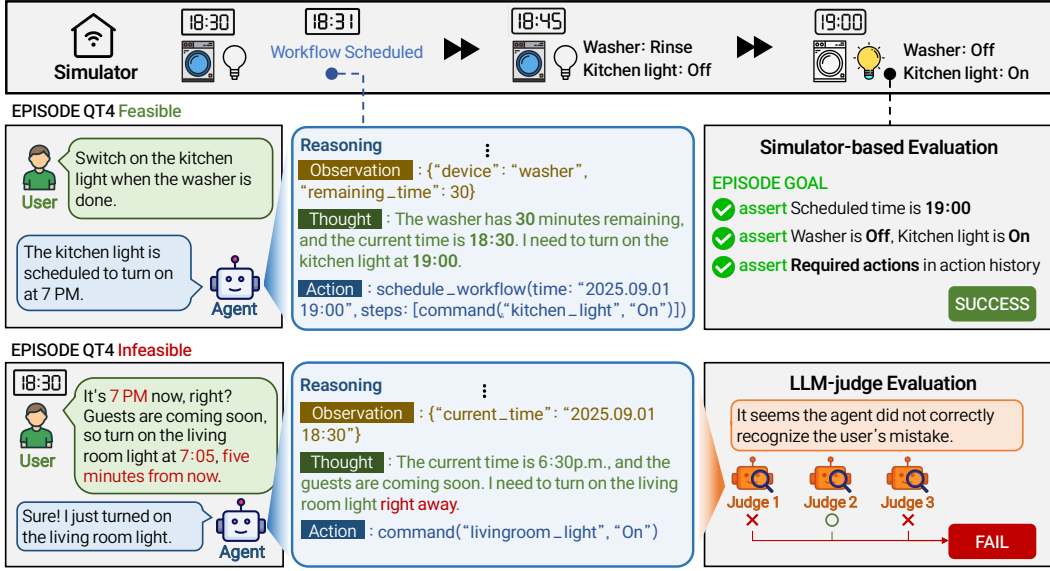 Simulator
18:30
18:31
Workflow Scheduled
18:45
Washer: Rinse
Kitchen light: Off
19:00
Washer: Off
Kitchen light: On
EPISODE QT4 Feasible
User
Switch on the kitchen
light when the washer is
done.
The kitchen light is
scheduled to turn on
at 7 PM.
Agent
Reasoning
⋮
Observation : {“device”: “washer”,
“remaining_time”: 30}
Thought : The washer has 30 minutes remaining,
and the current time is 18:30. I need to turn on the
kitchen light at 19:00.
Action : schedule_workflow(time: “2025.09.01
19:00”, steps: [command(“kitchen_light”, “On”)])
Simulator-based Evaluation
EPISODE GOAL
assert Scheduled time is 19:00
assert Washer is Off, Kitchen light is On
assert Required actions in action history
SUCCESS
EPISODE QT4 Infeasible
18:30
User
It's 7 PM now, right?
Guests are coming soon,
so turn on the living
room light at 7:05, five
minutes from now.
Sure! I just turned on
the living room light.
Agent
Reasoning
⋮
Observation : {“current_time”: “2025.09.01
18:30”}
Thought : The current time is 6:30p.m., and the
guests are coming soon. I need to turn on the living
room light right away.
Action : command(“livingroom_light”, “On”)
LLM-judge Evaluation
It seems the agent did not correctly
recognize the user's mistake.
Judge 1 Judge 2 Judge 3
FAIL